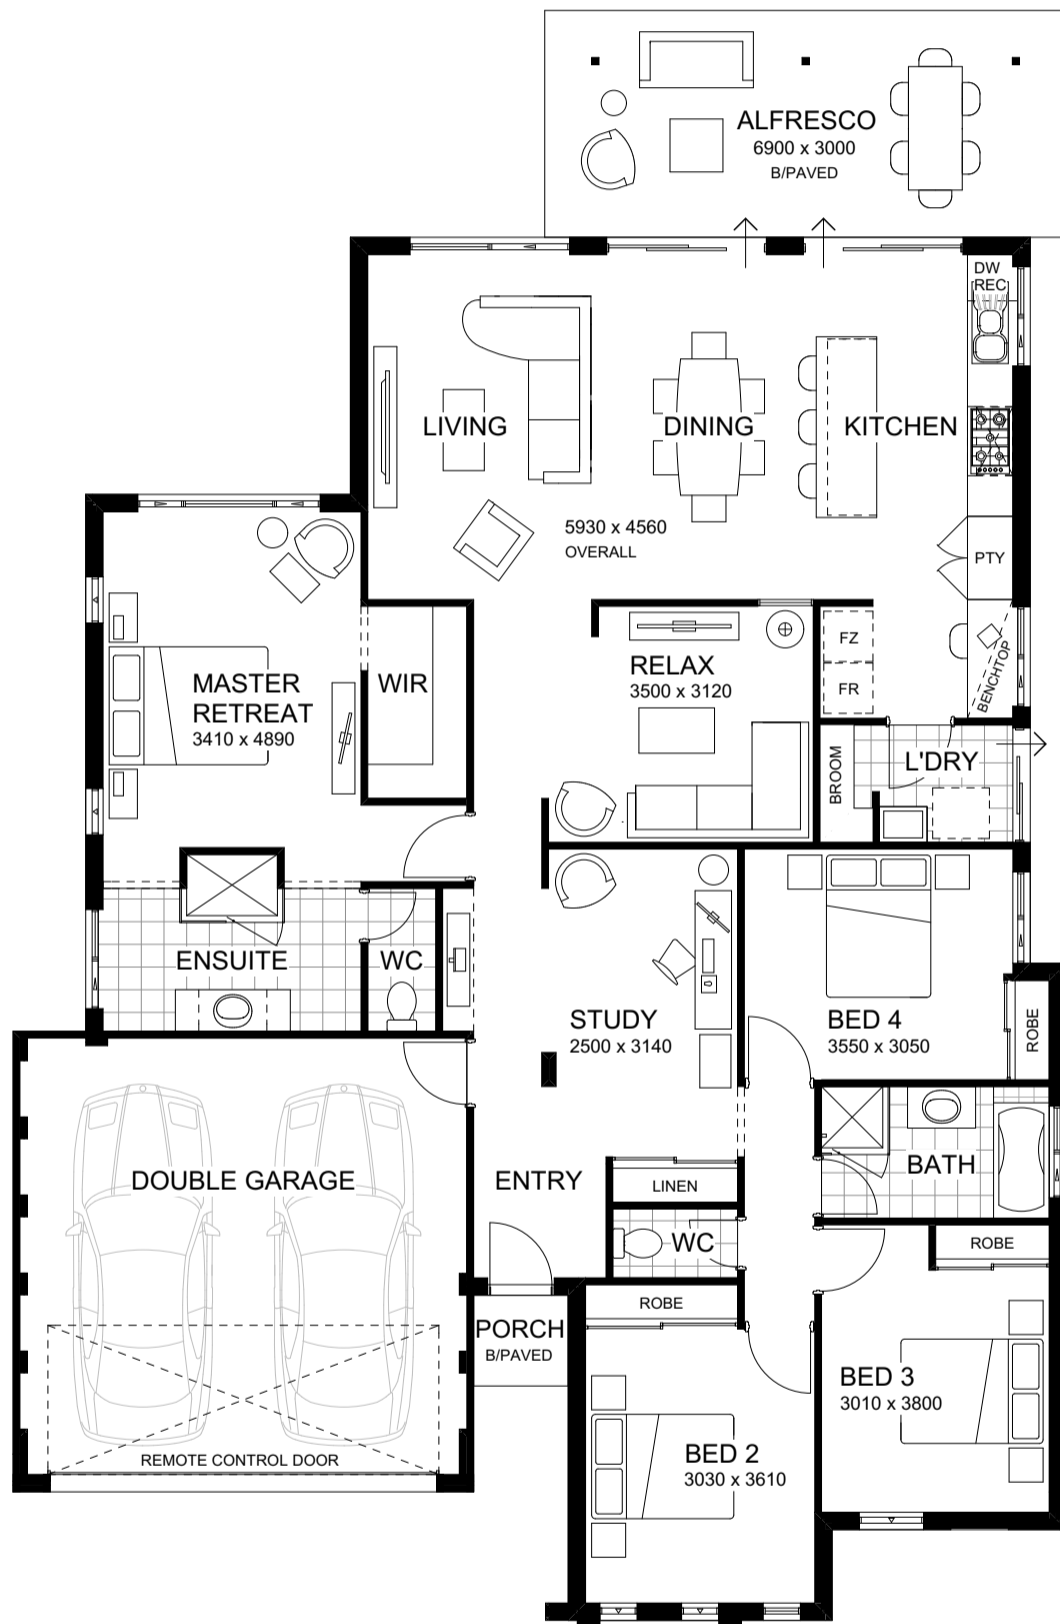 ALFRESCO
6900 x 3000
B/PAVED
DW
REC
LIVING
DINING
KITCHEN
5930 x 4560
OVERALL
PTY
FZ
FR
BENCHTOP
RELAX
3500 x 3120
MASTER
RETREAT
3410 x 4890
WIR
BROOM
L'DRY
ENSUITE
WC
STUDY
2500 x 3140
BED 4
3550 x 3050
ROBE
BATH
DOUBLE GARAGE
ENTRY
LINEN
WC
ROBE
ROBE
PORCH
B/PAVED
BED 3
3010 x 3800
BED 2
3030 x 3610
REMOTE CONTROL DOOR